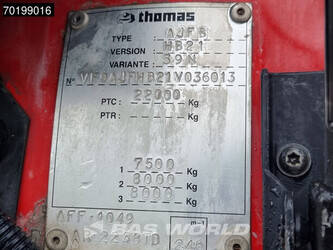 70199016
thomas
TYPE AJFB
VERSION HB21
VARIANTE 39N
N° VF6AJFHB21V036013
PTC: 22000 Kg
PTR: Kg
1 7500 Kg
2 8000 Kg
3 8000 Kg
AFF.4049
m-1
BAS WORLD